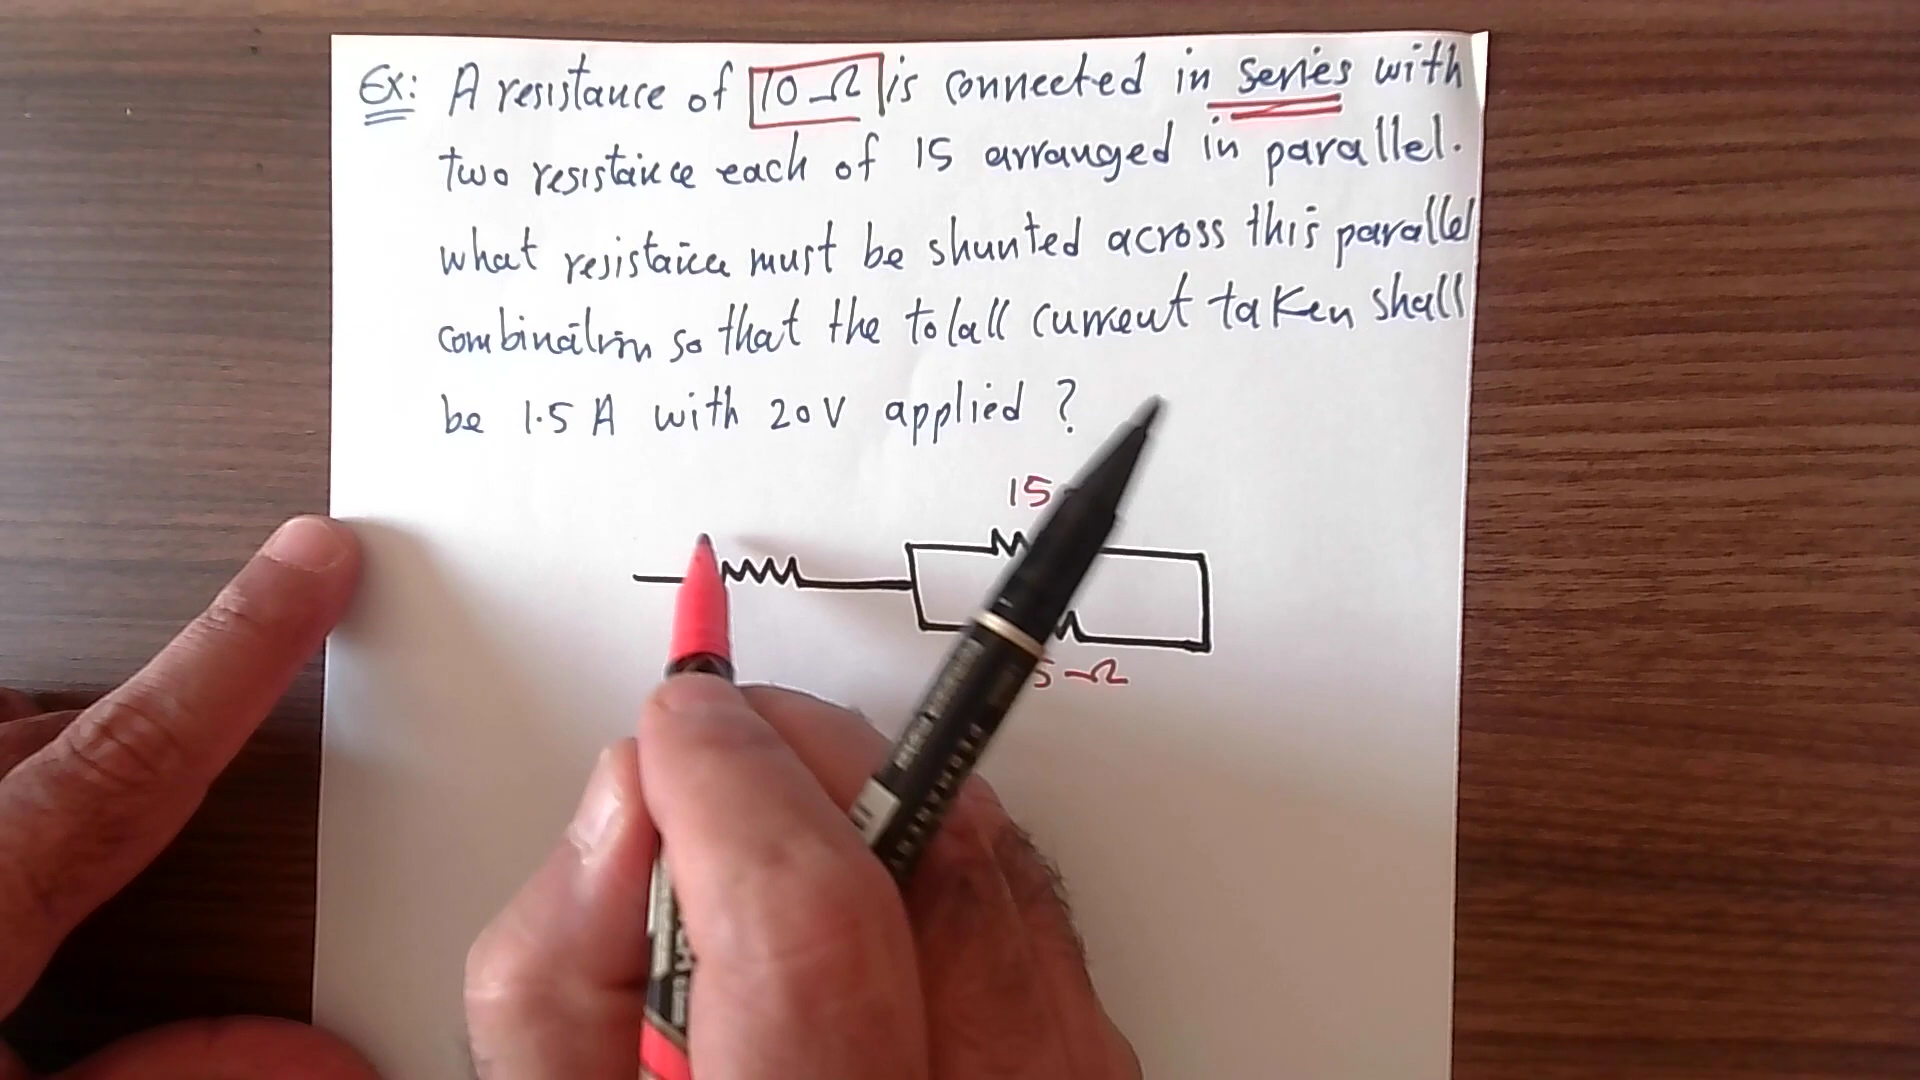 Ex: A resistance of 10 Ω is connected in series with
two resistance each of 15 arranged in parallel.
what resistance must be shunted across this parallel
combination so that the totall current taken shall
be 1.5 A with 20V applied ?
15
5 Ω